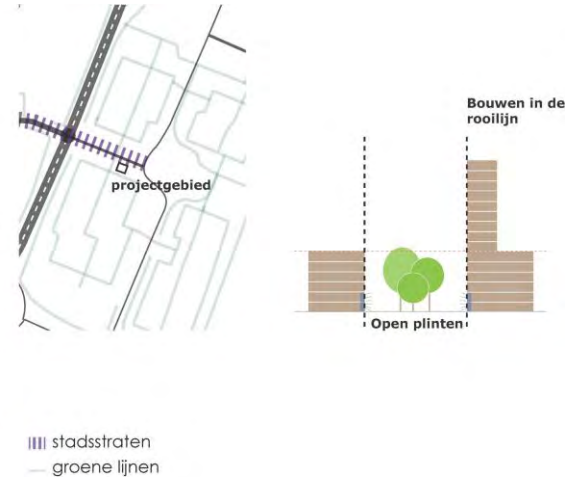 projectgebied
Bouwen in de
rooilijn
Open plinten
stadsstraten
groene lijnen